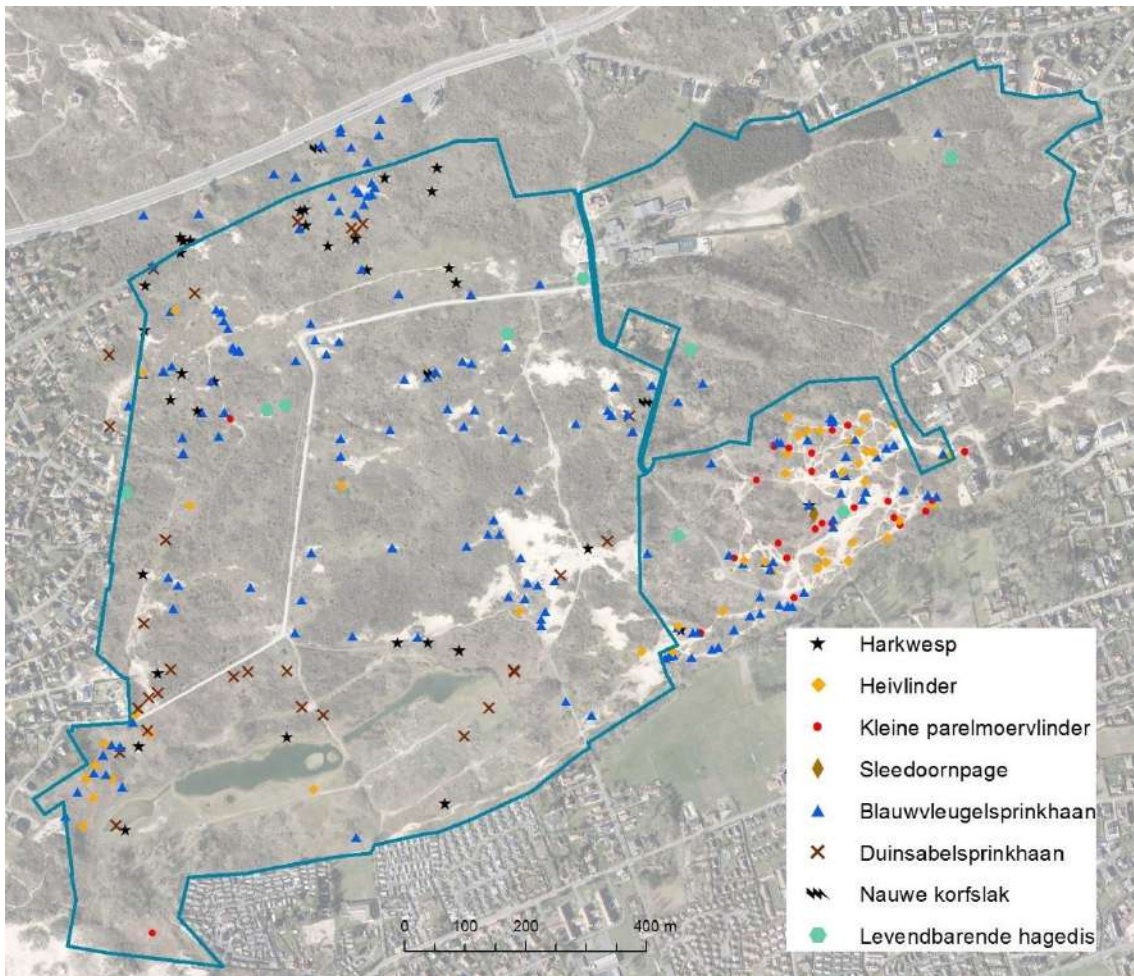 Harkwesp
Heivlinder
Kleine parelmoervlinder
Sleedoornpage
Blauwvleugelsprinkhaan
Duinsabelsprinkhaan
Nauwe korfslak
Levendbarende hagedis
0 100 200 400 m